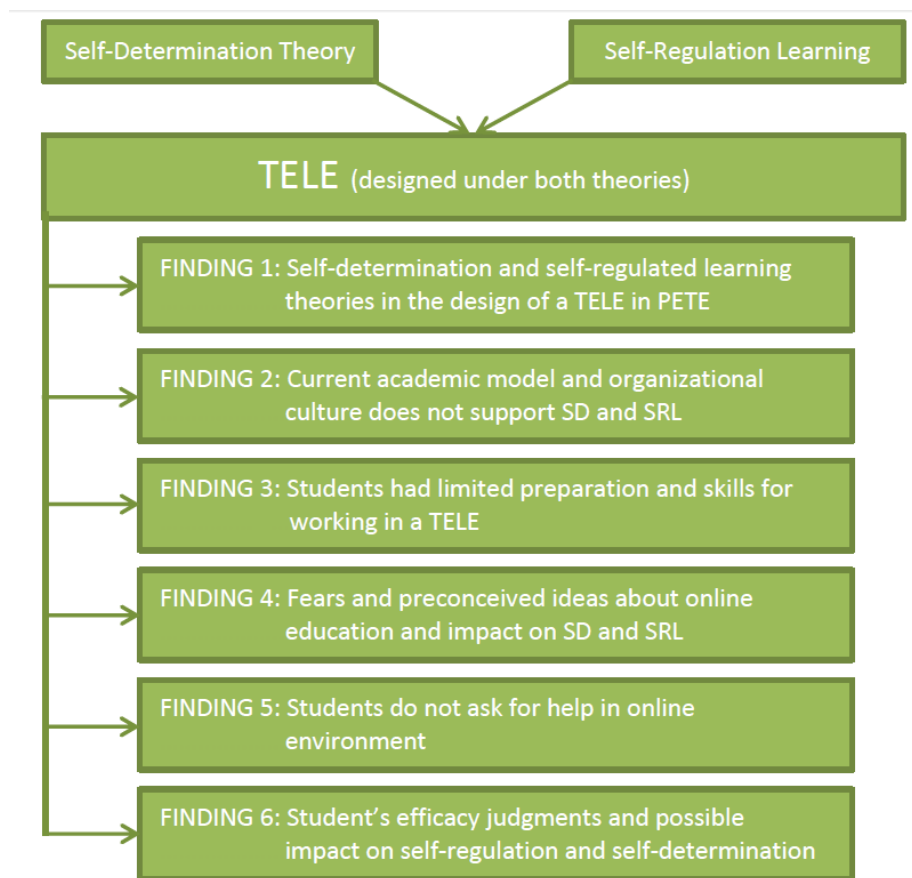 Self-Determination Theory
Self-Regulation Learning
TELE (designed under both theories)
FINDING 1: Self-determination and self-regulated learning
theories in the design of a TELE in PETE
FINDING 2: Current academic model and organizational
culture does not support SD and SRL
FINDING 3: Students had limited preparation and skills for
working in a TELE
FINDING 4: Fears and preconceived ideas about online
education and impact on SD and SRL
FINDING 5: Students do not ask for help in online
environment
FINDING 6: Student’s efficacy judgments and possible
impact on self-regulation and self-determination